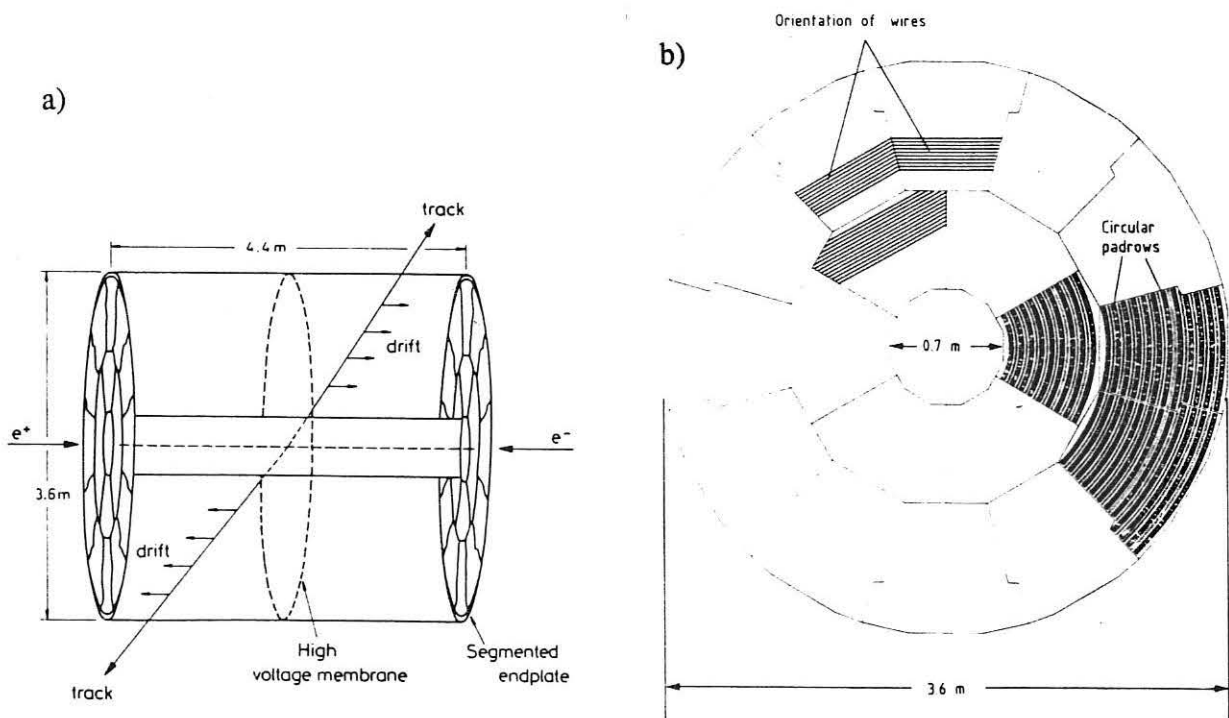 a)
track
4.4 m
drift
e⁺
e⁻
3.6 m
drift
High
voltage membrane
Segmented
endplate
track
b)
Orientation of wires
Circular
padrows
0.7 m
3.6 m